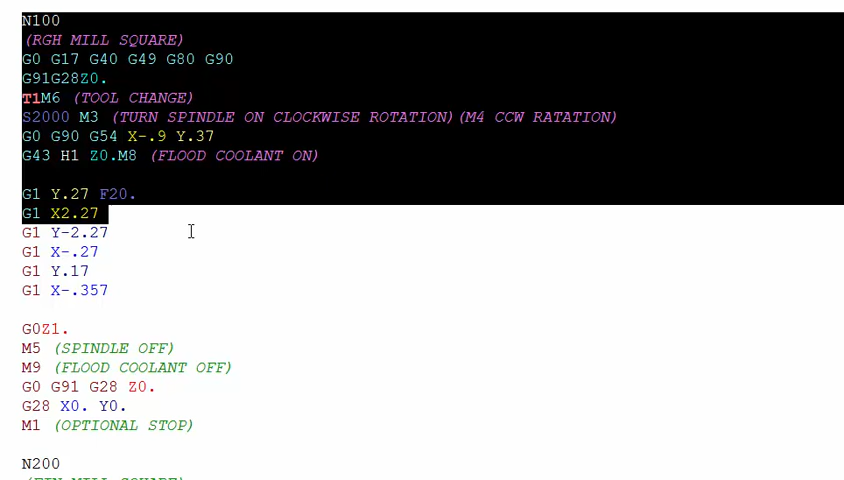 N100
(RGH MILL SQUARE)
G0 G17 G40 G49 G80 G90
G91G28Z0.
T1M6 (TOOL CHANGE)
S2000 M3 (TURN SPINDLE ON CLOCKWISE ROTATION)(M4 CCW RATATION)
G0 G90 G54 X-.9 Y.37
G43 H1 Z0.M8 (FLOOD COOLANT ON)
G1 Y.27 F20.
G1 X2.27
G1 Y-2.27
G1 X-.27
G1 Y.17
G1 X-.357
G0Z1.
M5 (SPINDLE OFF)
M9 (FLOOD COOLANT OFF)
G0 G91 G28 Z0.
G28 X0. Y0.
M1 (OPTIONAL STOP)
N200
(FIN MILL SQUARE)